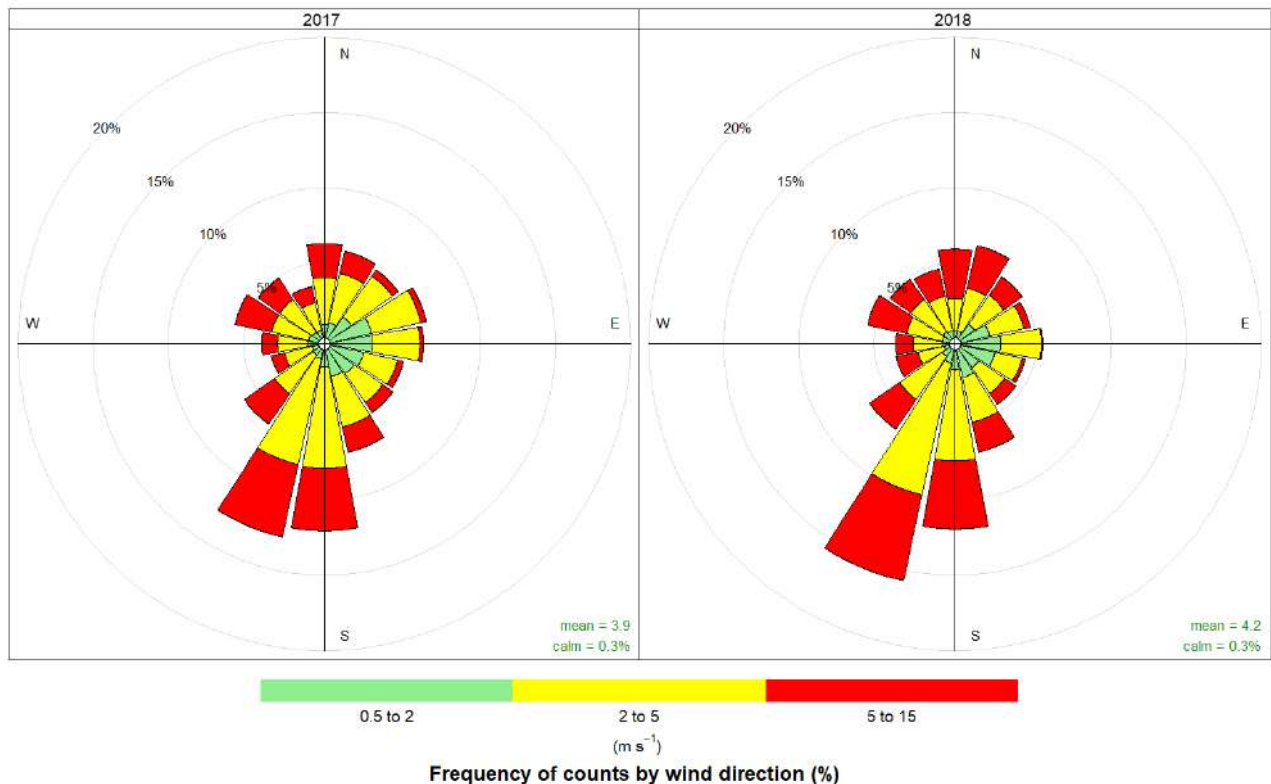 2017
N
20%
15%
10%
5%
W
E
S
mean = 3.9
calm = 0.3%
2018
N
20%
15%
10%
5%
W
E
S
mean = 4.2
calm = 0.3%
0.5 to 2
2 to 5
5 to 15
(m s⁻¹)
Frequency of counts by wind direction (%)